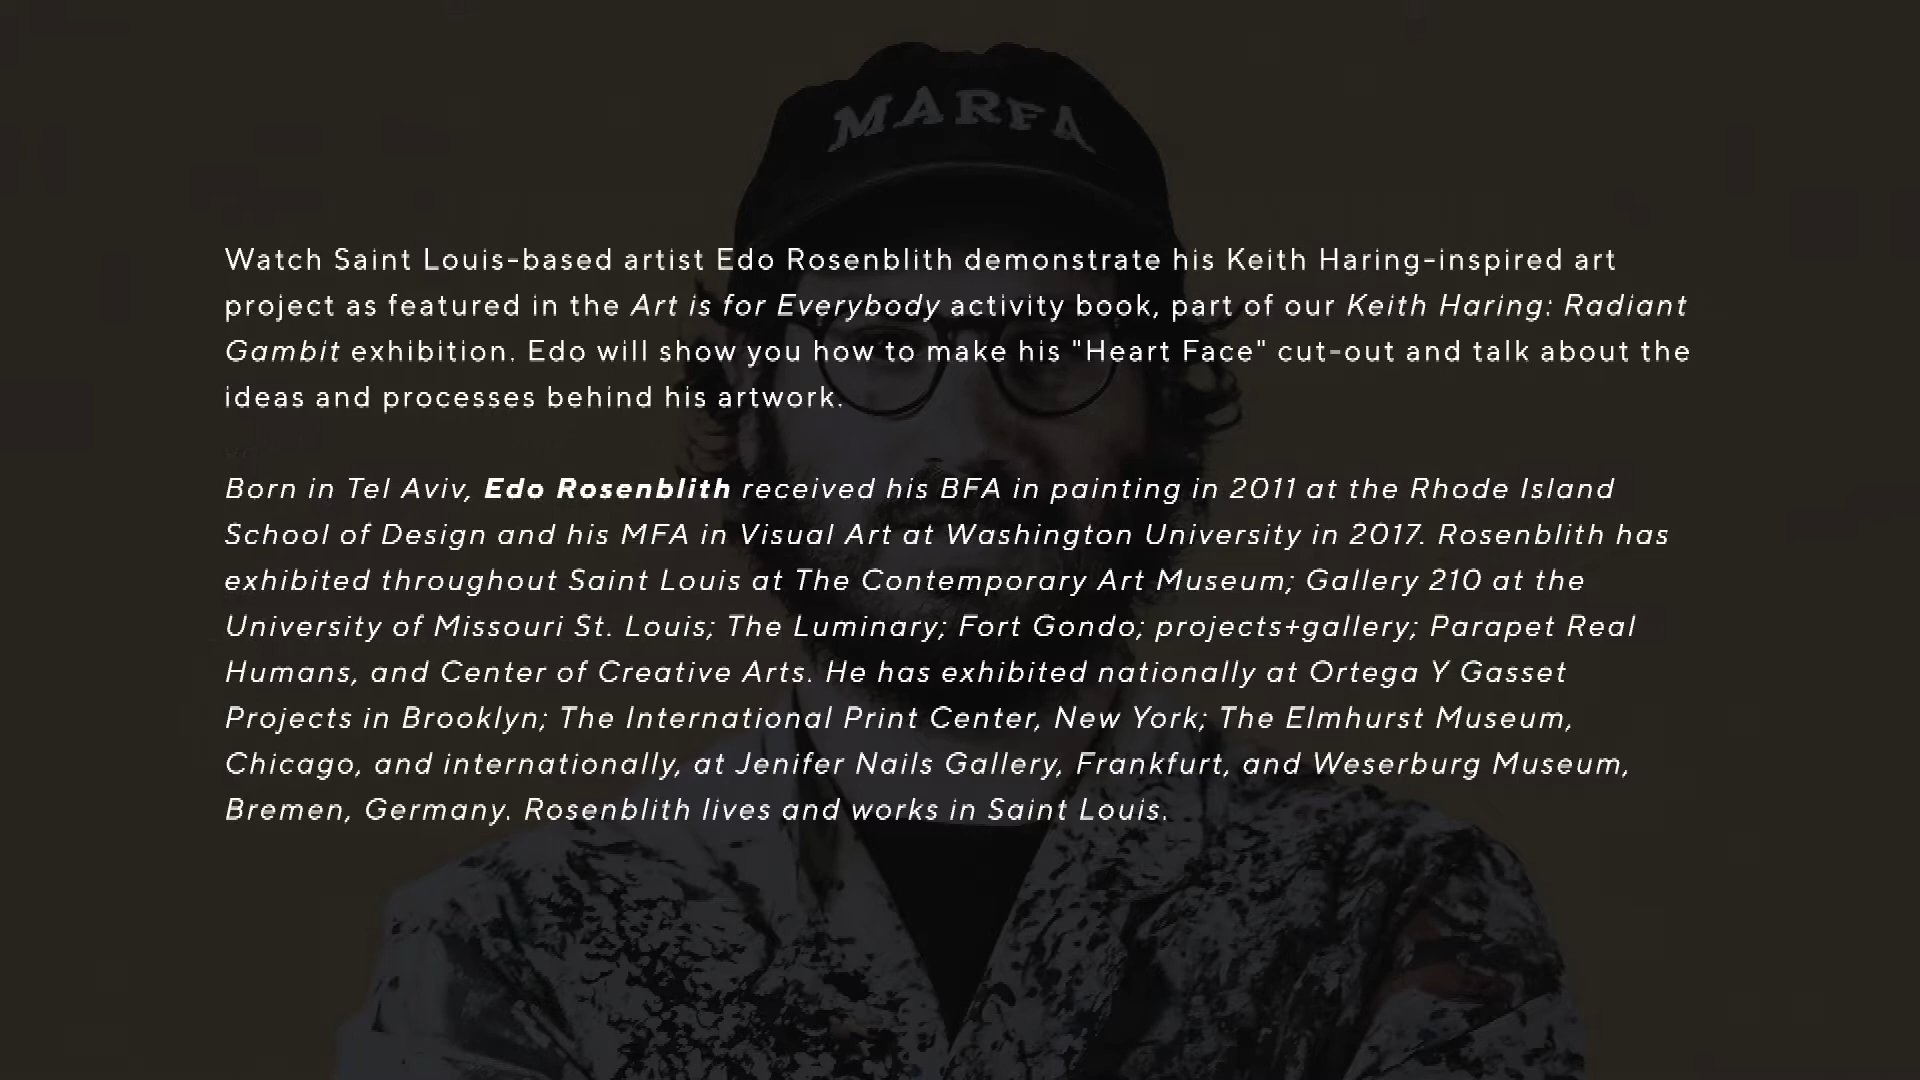 MARFA
Watch Saint Louis-based artist Edo Rosenblith demonstrate his Keith Haring-inspired art
project as featured in the Art is for Everybody activity book, part of our Keith Haring: Radiant
Gambit exhibition. Edo will show you how to make his "Heart Face" cut-out and talk about the
ideas and processes behind his artwork.
Born in Tel Aviv, Edo Rosenblith received his BFA in painting in 2011 at the Rhode Island
School of Design and his MFA in Visual Art at Washington University in 2017. Rosenblith has
exhibited throughout Saint Louis at The Contemporary Art Museum; Gallery 210 at the
University of Missouri St. Louis; The Luminary; Fort Gondo; projects+gallery; Parapet Real
Humans, and Center of Creative Arts. He has exhibited nationally at Ortega Y Gasset
Projects in Brooklyn; The International Print Center, New York; The Elmhurst Museum,
Chicago, and internationally, at Jenifer Nails Gallery, Frankfurt, and Weserburg Museum,
Bremen, Germany. Rosenblith lives and works in Saint Louis.